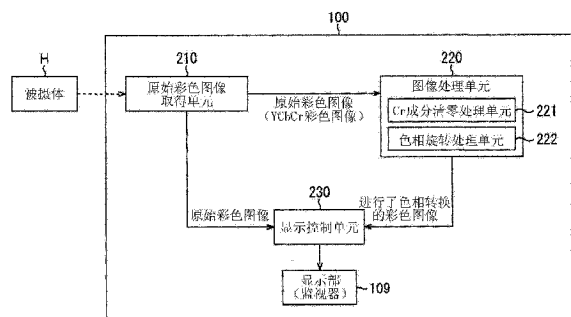 100
H
被摄体
210
原始彩色图像
取得单元
原始彩色图像
(YCbCr彩色图像)
220
图像处理单元
Cr成分清零处理单元
221
色相旋转处理单元
222
原始彩色图像
230
显示控制单元
进行了色相转换
的彩色图像
显示部
(监视器)
109